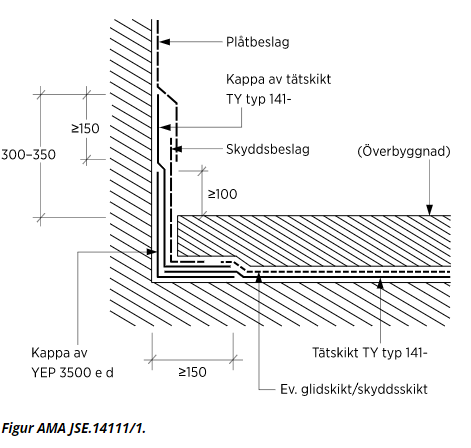 Plåtbeslag
Kappa av tätskikt
TY typ 141-
≥150
300–350
Skyddsbeslag
(Överbyggnad)
≥100
Kappa av
YEP 3500 e d
≥150
Tätskikt TY typ 141-
Ev. glidskikt/skyddsskikt
Figur AMA JSE.14111/1.